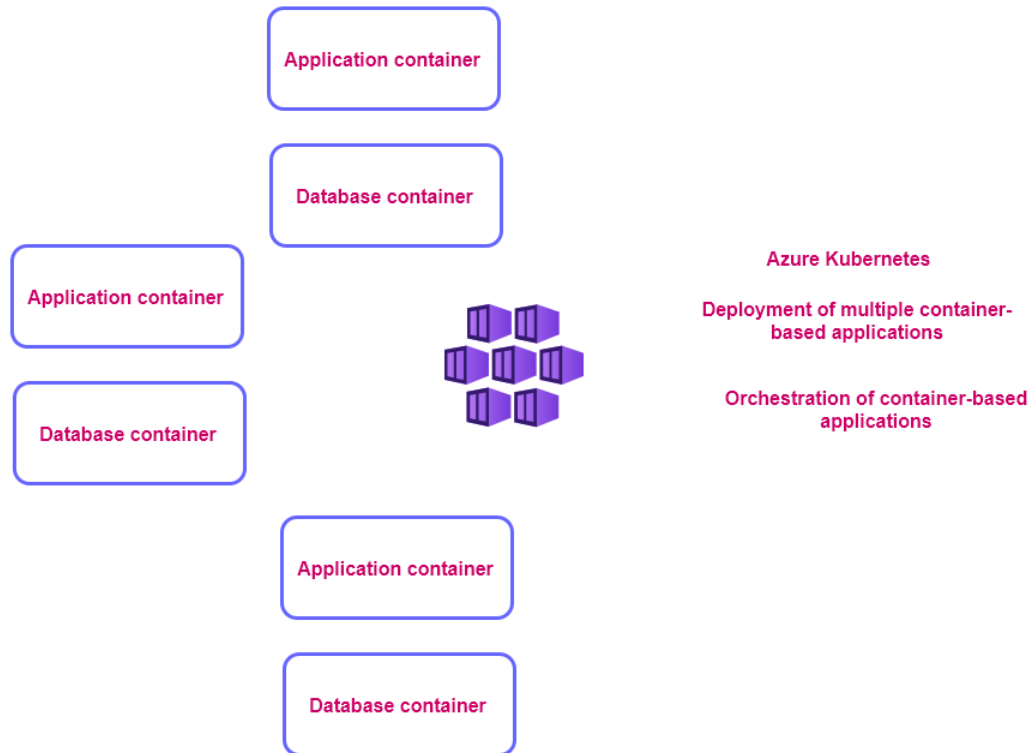 Application container
Database container
Application container
Database container
Application container
Database container
Azure Kubernetes
Deployment of multiple container-
based applications
Orchestration of container-based
applications